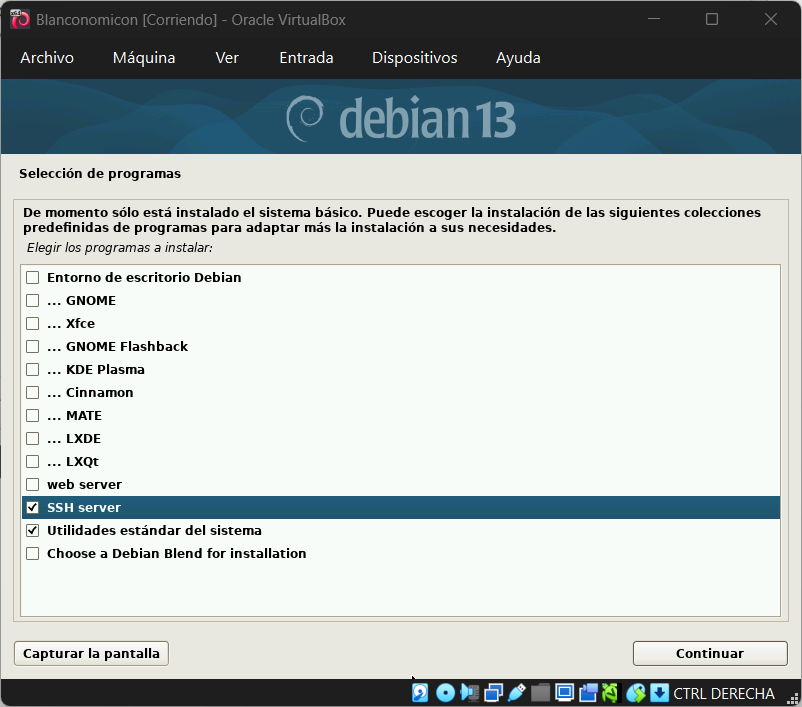 Blanconomicon [Corriendo] - Oracle VirtualBox
Archivo Máquina Ver Entrada Dispositivos Ayuda
debian 13
Selección de programas
De momento sólo está instalado el sistema básico. Puede escoger la instalación de las siguientes colecciones
predefinidas de programas para adaptar más la instalación a sus necesidades.
Elegir los programas a instalar:
Entorno de escritorio Debian
... GNOME
... Xfce
... GNOME Flashback
... KDE Plasma
... Cinnamon
... MATE
... LXDE
... LXQt
web server
SSH server
Utilidades estándar del sistema
Choose a Debian Blend for installation
Capturar la pantalla Continuar
CTRL DERECHA